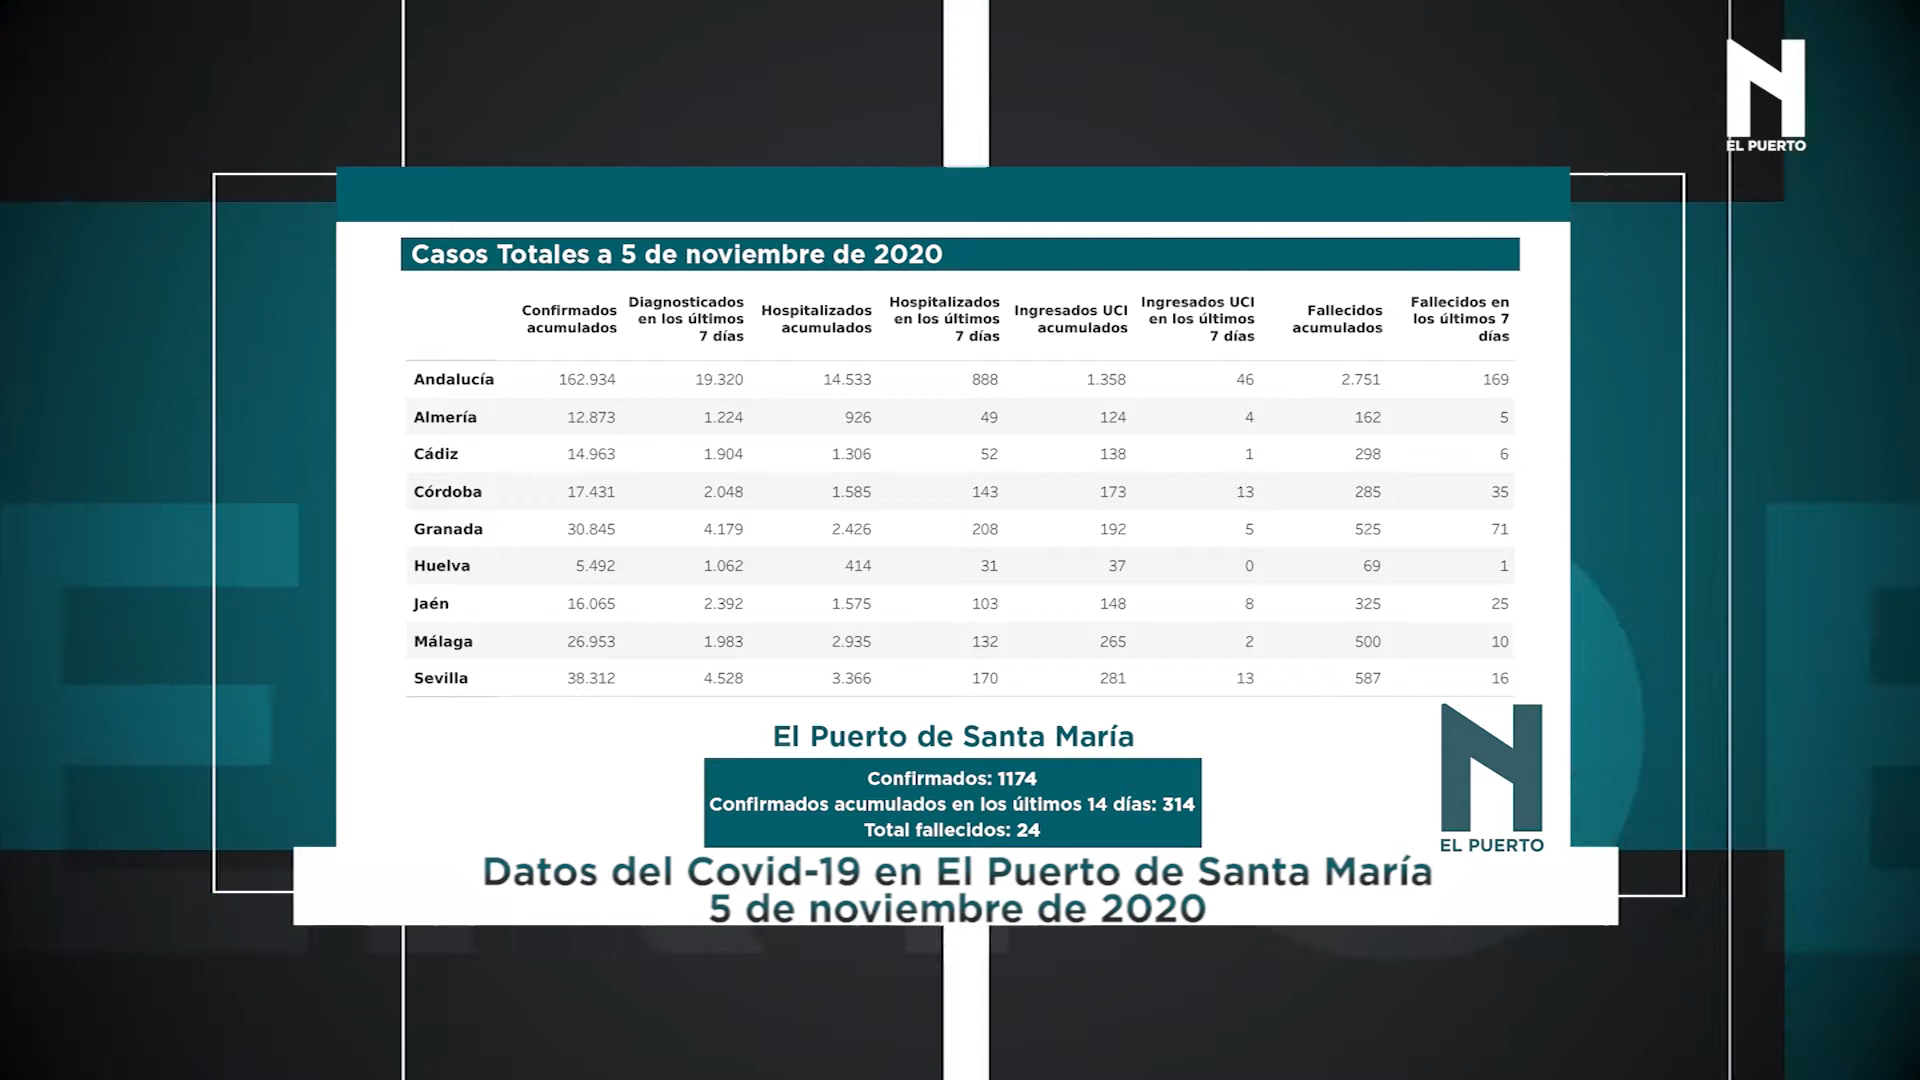 N
EL PUERTO
Casos Totales a 5 de noviembre de 2020
Confirmados acumulados Diagnosticados en los últimos 7 días Hospitalizados acumulados Hospitalizados en los últimos 7 días Ingresados UCI acumulados Ingresados UCI en los últimos 7 días Fallecidos acumulados Fallecidos en los últimos 7 días
Andalucía 162.934 19.320 14.533 888 1.358 46 2.751 169
Almería 12.873 1.224 926 49 124 4 162 5
Cádiz 14.963 1.904 1.306 52 138 1 298 6
Córdoba 17.431 2.048 1.585 143 173 13 285 35
Granada 30.845 4.179 2.426 208 192 5 525 71
Huelva 5.492 1.062 414 31 37 0 69 1
Jaén 16.065 2.392 1.575 103 148 8 325 25
Málaga 26.953 1.983 2.935 132 265 2 500 10
Sevilla 38.312 4.528 3.366 170 281 13 587 16
El Puerto de Santa María
Confirmados: 1174
Confirmados acumulados en los últimos 14 días: 314
Total fallecidos: 24
N
EL PUERTO
Datos del Covid-19 en El Puerto de Santa María
5 de noviembre de 2020